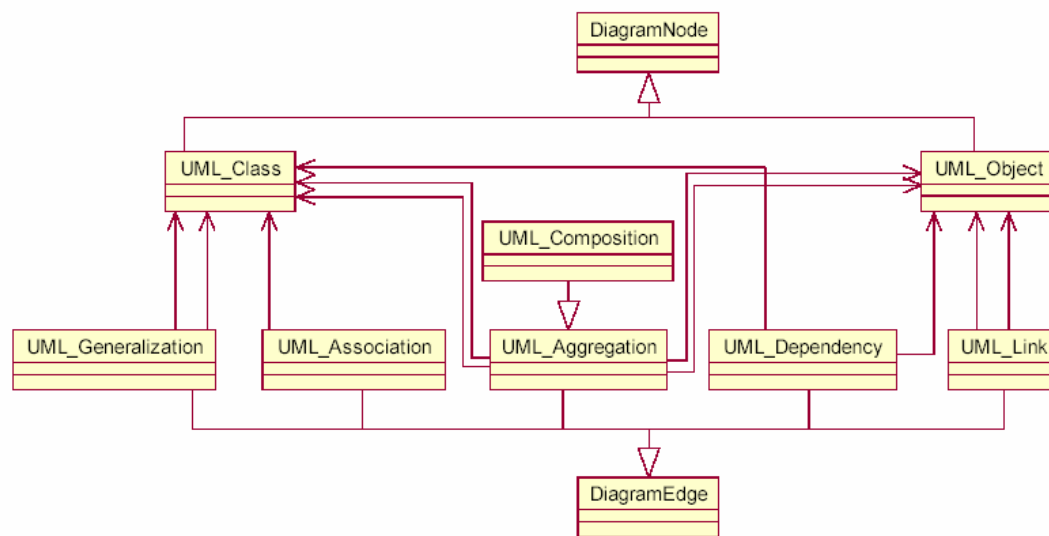 DiagramNode
UML_Class
UML_Object
UML_Composition
UML_Generalization
UML_Association
UML_Aggregation
UML_Dependency
UML_Link
DiagramEdge